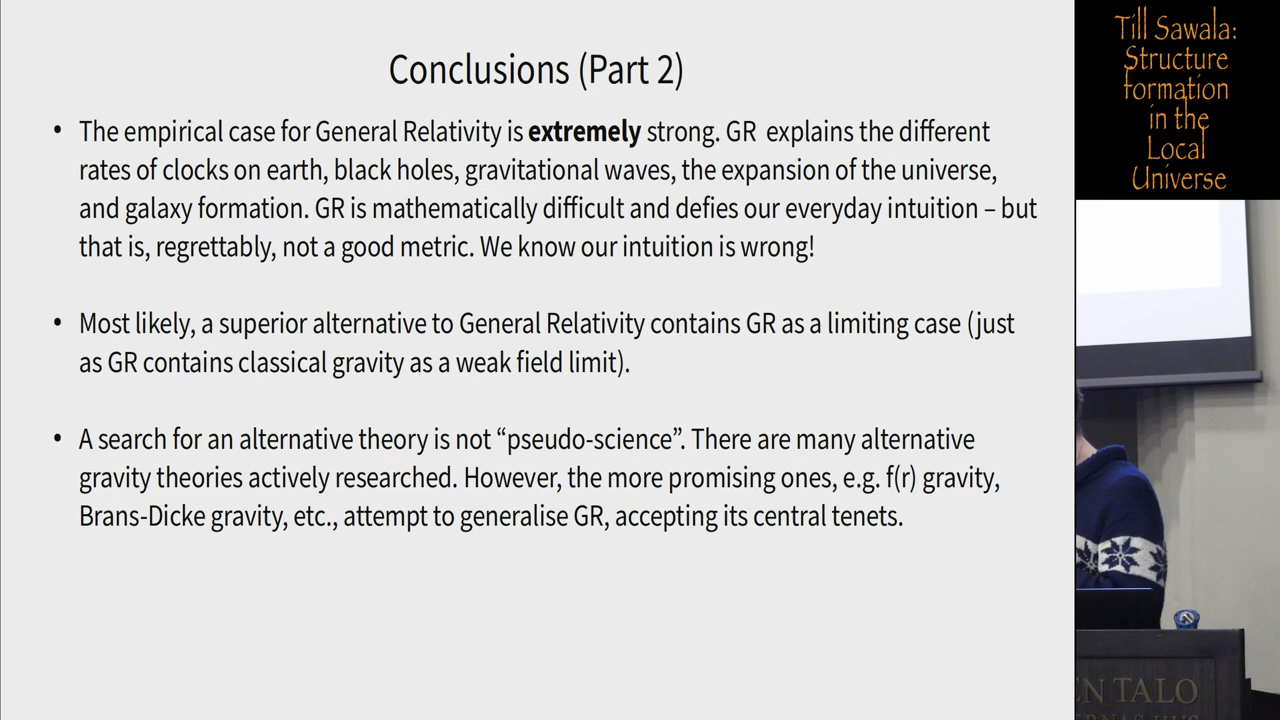 Conclusions (Part 2)
• The empirical case for General Relativity is extremely strong. GR explains the different
rates of clocks on earth, black holes, gravitational waves, the expansion of the universe,
and galaxy formation. GR is mathematically difficult and defies our everyday intuition – but
that is, regrettably, not a good metric. We know our intuition is wrong!
• Most likely, a superior alternative to General Relativity contains GR as a limiting case (just
as GR contains classical gravity as a weak field limit).
• A search for an alternative theory is not “pseudo-science”. There are many alternative
gravity theories actively researched. However, the more promising ones, e.g. f(r) gravity,
Brans-Dicke gravity, etc., attempt to generalise GR, accepting its central tenets.
Till Sawala:
Structure
formation
in the
Local
Universe
EN TALO